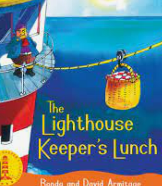 The
Lighthouse
Keeper's Lunch
Ronda and David Armitage